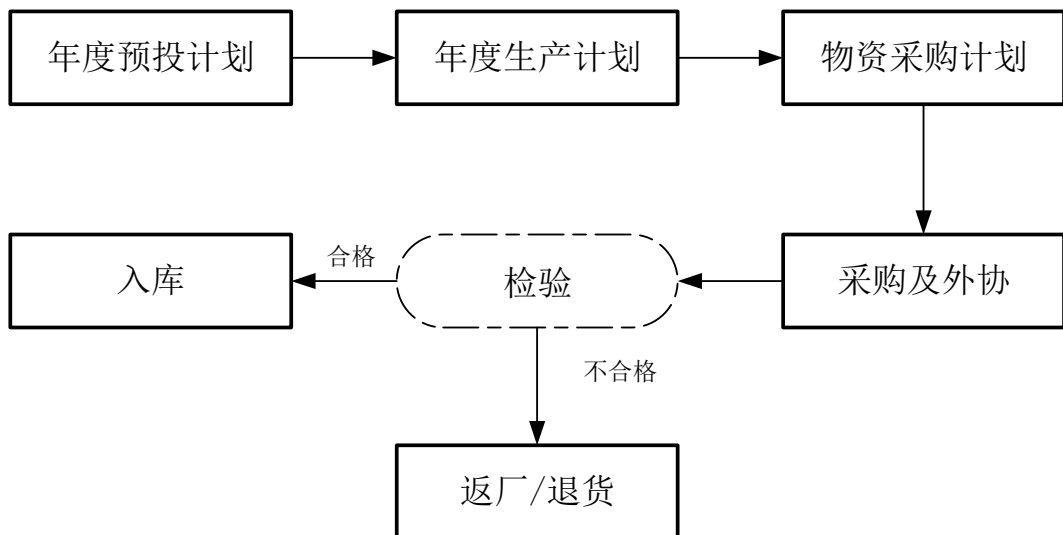 年度预投计划
年度生产计划
物资采购计划
入库
合格
检验
采购及外协
不合格
返厂/退货